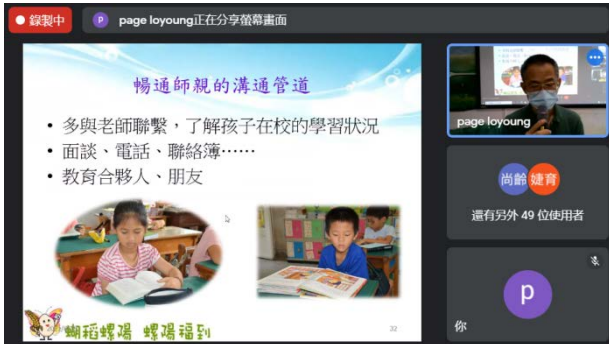 錄製中
p
page loyoung正在分享螢幕畫面
暢通師親的溝通管道
• 多與老師聯繫，了解孩子在校的學習狀況
• 面談、電話、聯絡簿⋯⋯
• 教育合夥人、朋友
蝴稻螺陽 螺陽福到
32
page loyoung
尚齡
婕育
還有另外 49 位使用者
p
你